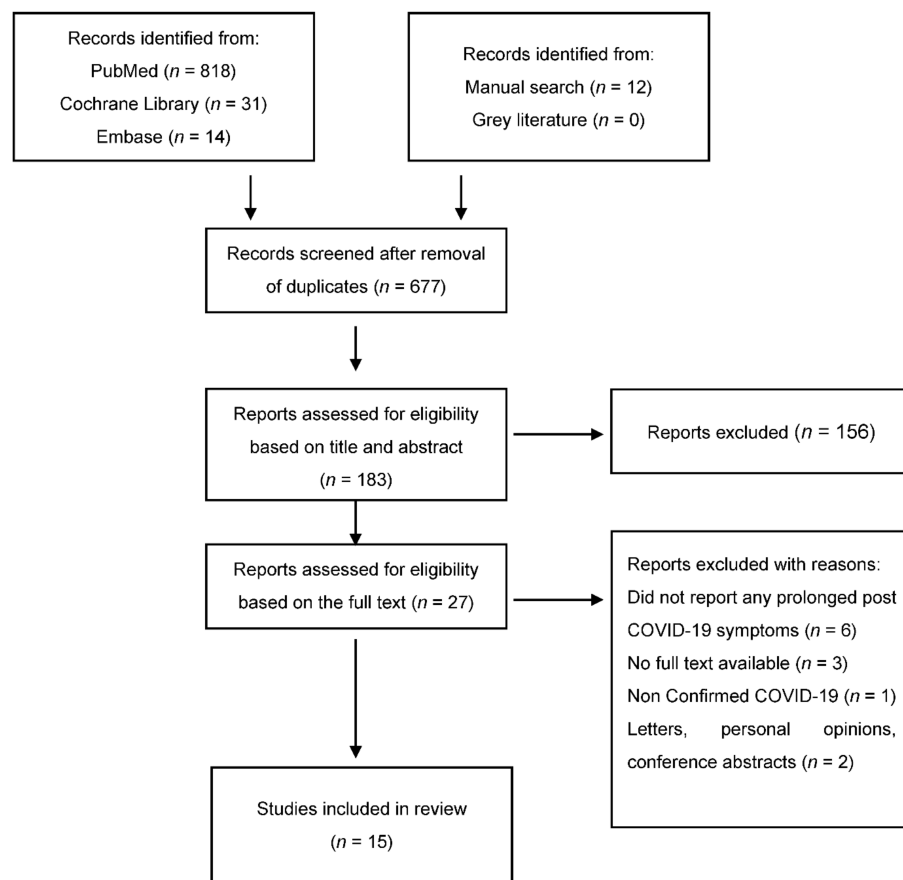 Records identified from:
PubMed (n = 818)
Cochrane Library (n = 31)
Embase (n = 14)
Records identified from:
Manual search (n = 12)
Grey literature (n = 0)
Records screened after removal
of duplicates (n = 677)
Reports assessed for eligibility
based on title and abstract
(n = 183)
Reports excluded (n = 156)
Reports assessed for eligibility
based on the full text (n = 27)
Reports excluded with reasons:
Did not report any prolonged post
COVID-19 symptoms (n = 6)
No full text available (n = 3)
Non Confirmed COVID-19 (n = 1)
Letters, personal opinions,
conference abstracts (n = 2)
Studies included in review
(n = 15)